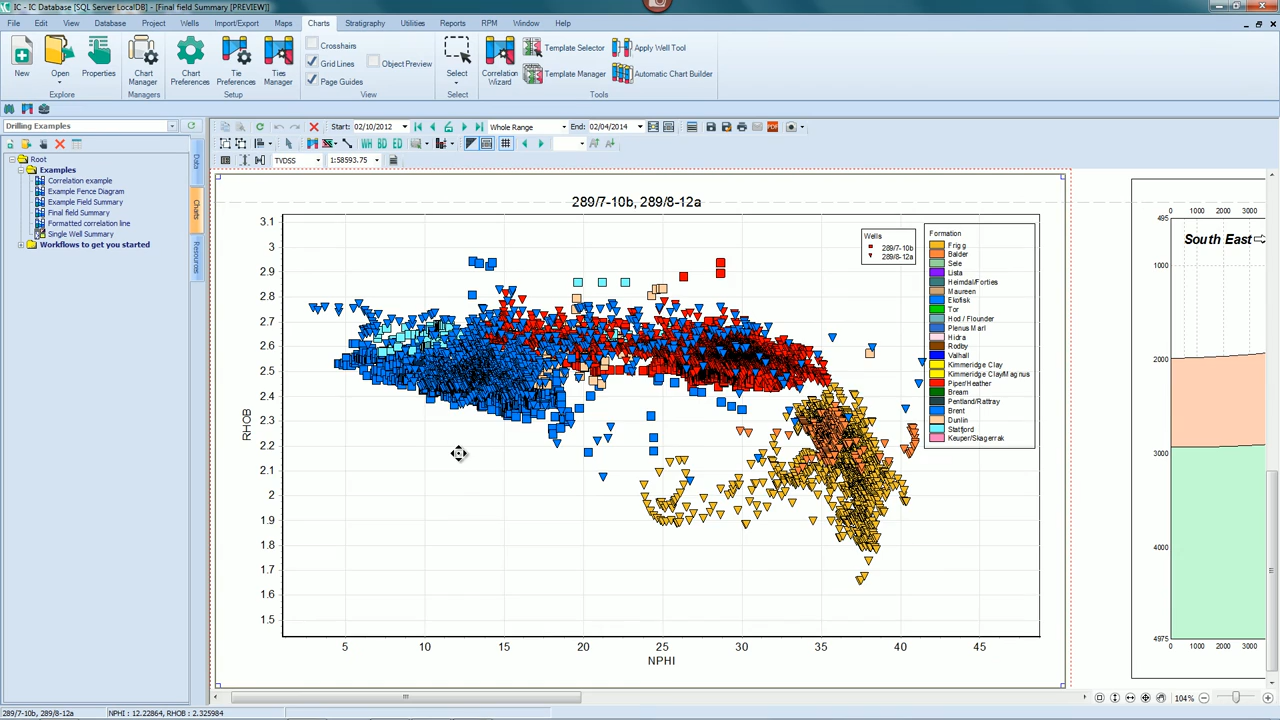 IC - IC Database [SQL Server LocalDB] - [Final field Summary [PREVIEW]]
File Edit View Database Project Wells Import/Export Maps Charts Stratigraphy Utilities Reports RPM Window Help
New Open Properties Chart Manager Chart Preferences Tie Preferences Ties Manager Crosshairs Grid Lines Page Guides Object Preview Select Correlation Wizard Template Selector Template Manager Apply Well Tool Automatic Chart Builder
Explore Managers Setup View Select Tools
Drilling Examples
Start: 02/10/2012 Whole Range End: 02/04/2014
WH BD ED
TVDSS 1:58593.75
Root
Examples
Correlation example
Example Fence Diagram
Example Field Summary
Final field Summary
Formatted correlation line
Single Well Summary
Workflows to get you started
Data
Charts
Resources
289/7-10b, 289/8-12a
3.1
3
2.9
2.8
2.7
2.6
2.5
2.4
2.3
2.2
2.1
2
1.9
1.8
1.7
1.6
1.5
RHOB
5 10 15 20 25 30 35 40 45
NPHI
Wells
289/7-10b
289/8-12a
Formation
Frigg
Balder
Sele
Lista
Heimdal/Forties
Maureen
Ekofisk
Tor
Hod / Flounder
Plenus Marl
Hidra
Rodby
Valhall
Kimmeridge Clay
Kimmeridge Clay/Magnus
Piper/Heather
Bream
Pentland/Rattray
Brent
Dunlin
Statfjord
Keuper/Skagerrak
0 1000 2000 3000
495
South East
1000
2000
3000
4000
4975
0 1000 2000 3000
104%
289/7-10b, 289/8-12a NPHI : 12.22864, RHOB : 2.325984